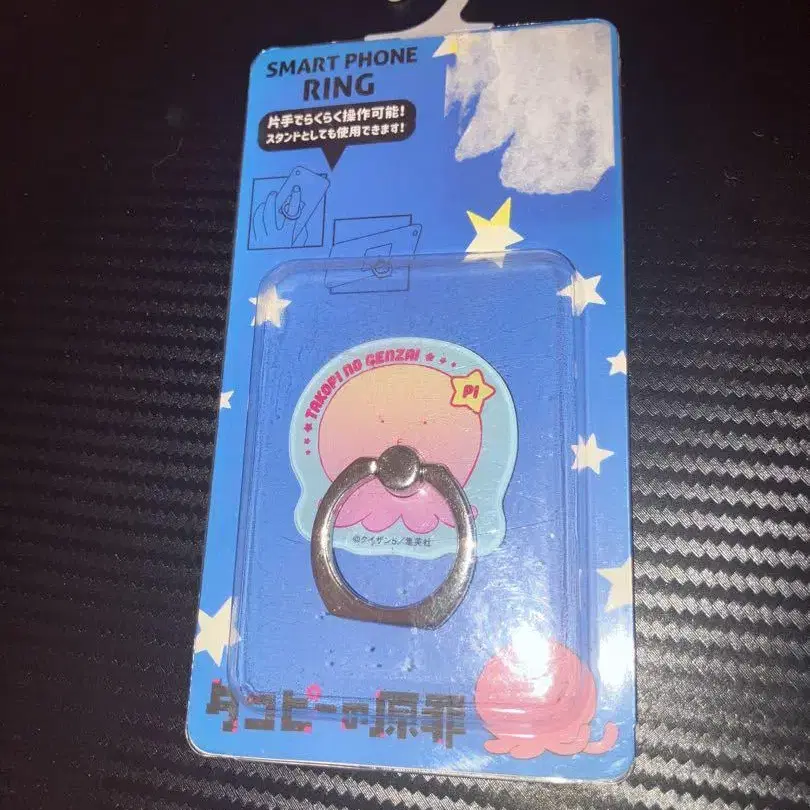 SMART PHONE
RING
片手でらくらく操作可能!
スタンドとしても使用できます!
TAKOPI NO GENZAI
PI
©タイザン5/集英社
タコピーの原罪